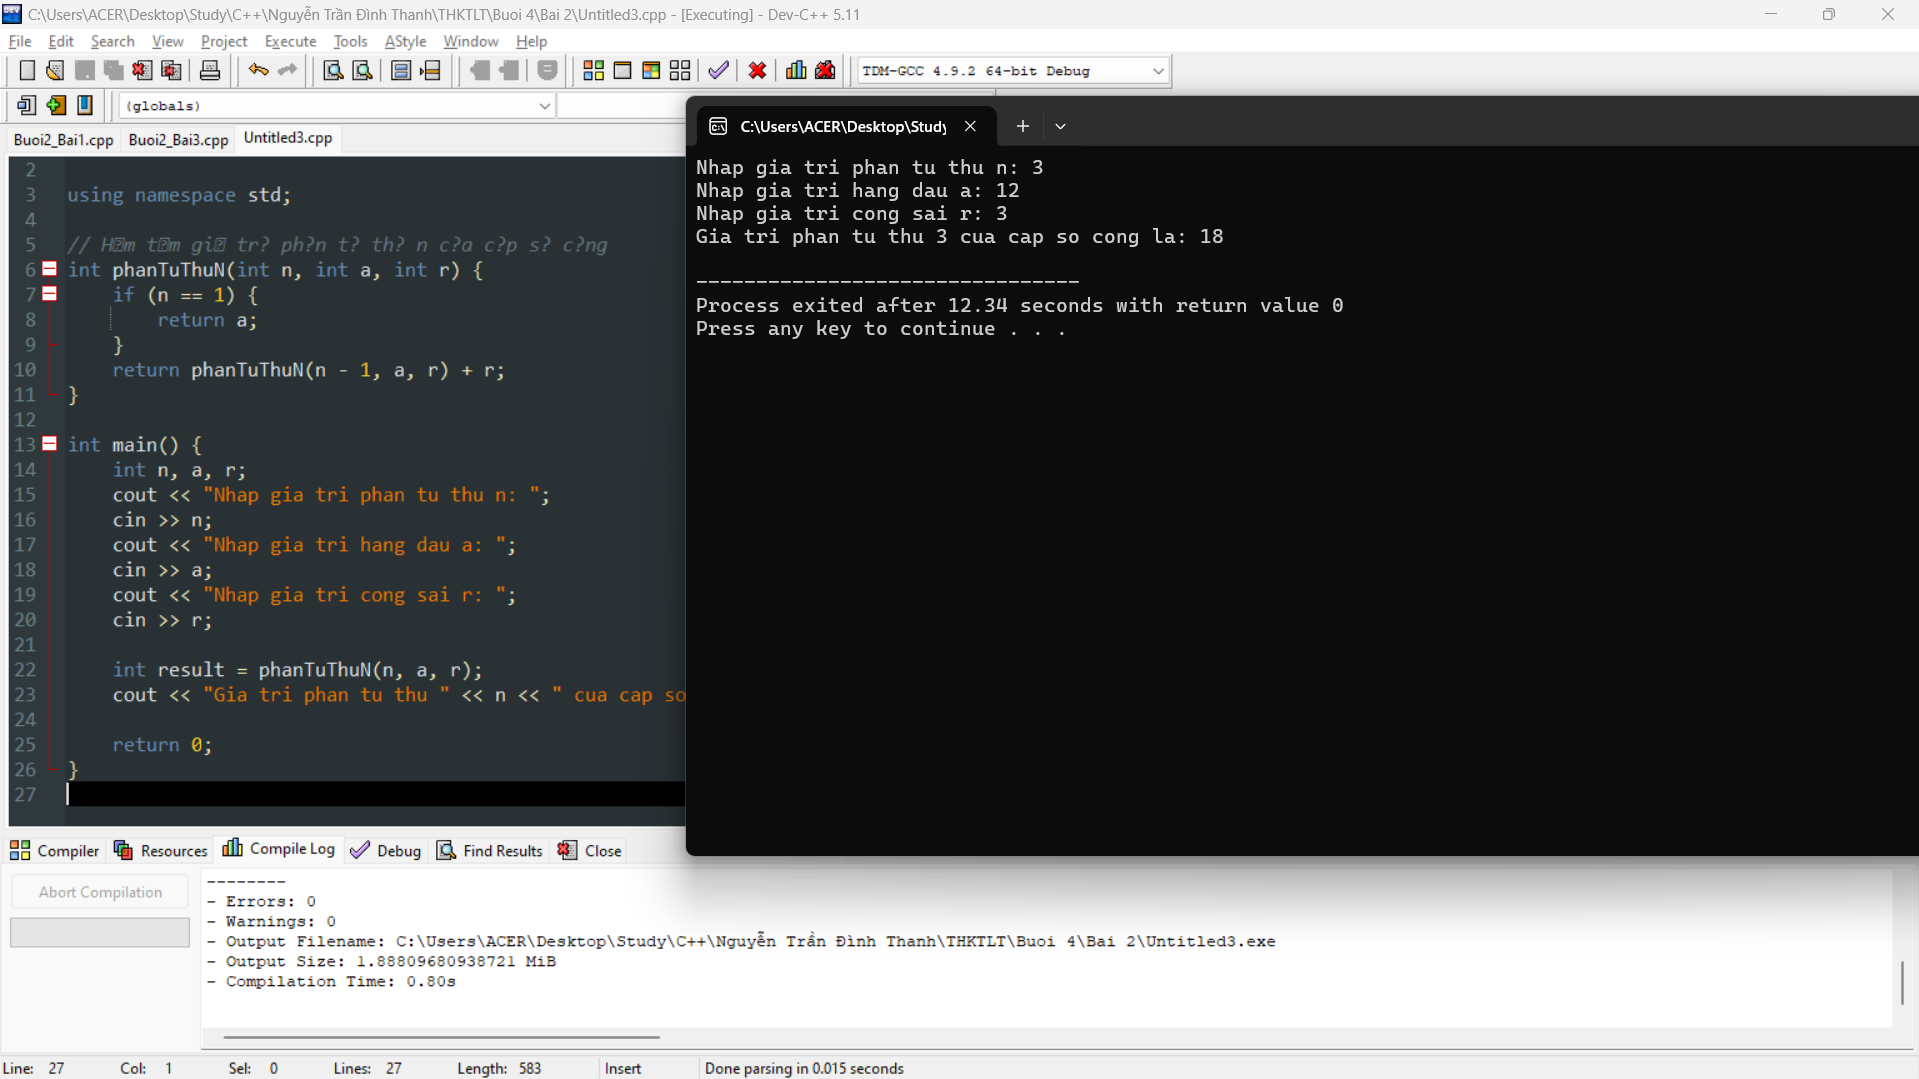 C:\Users\ACER\Desktop\Study\C++\Nguyễn Trần Đình Thanh\THKTLT\Buoi 4\Bai 2\Untitled3.cpp - [Executing] - Dev-C++ 5.11
File Edit Search View Project Execute Tools AStyle Window Help
TDM-GCC 4.9.2 64-bit Debug
(globals)
Buoi2_Bai1.cpp Buoi2_Bai3.cpp Untitled3.cpp
2
3 using namespace std;
4
5 // H m t m gi  tr? ph?n t? th? n c?a c?p s? c?ng
6 int phanTuThuN(int n, int a, int r) {
7 if (n == 1) {
8 return a;
9 }
10 return phanTuThuN(n - 1, a, r) + r;
11 }
12
13 int main() {
14 int n, a, r;
15 cout << "Nhap gia tri phan tu thu n: ";
16 cin >> n;
17 cout << "Nhap gia tri hang dau a: ";
18 cin >> a;
19 cout << "Nhap gia tri cong sai r: ";
20 cin >> r;
21
22 int result = phanTuThuN(n, a, r);
23 cout << "Gia tri phan tu thu " << n << " cua cap so
24
25 return 0;
26 }
27
C:\Users\ACER\Desktop\Study
Nhap gia tri phan tu thu n: 3
Nhap gia tri hang dau a: 12
Nhap gia tri cong sai r: 3
Gia tri phan tu thu 3 cua cap so cong la: 18
--------------------------------
Process exited after 12.34 seconds with return value 0
Press any key to continue . . .
Compiler Resources Compile Log Debug Find Results Close
Abort Compilation
--------
- Errors: 0
- Warnings: 0
- Output Filename: C:\Users\ACER\Desktop\Study\C++\Nguyễn Trần Đình Thanh\THKTLT\Buoi 4\Bai 2\Untitled3.exe
- Output Size: 1.88809680938721 MiB
- Compilation Time: 0.80s
Line: 27 Col: 1 Sel: 0 Lines: 27 Length: 583 Insert Done parsing in 0.015 seconds